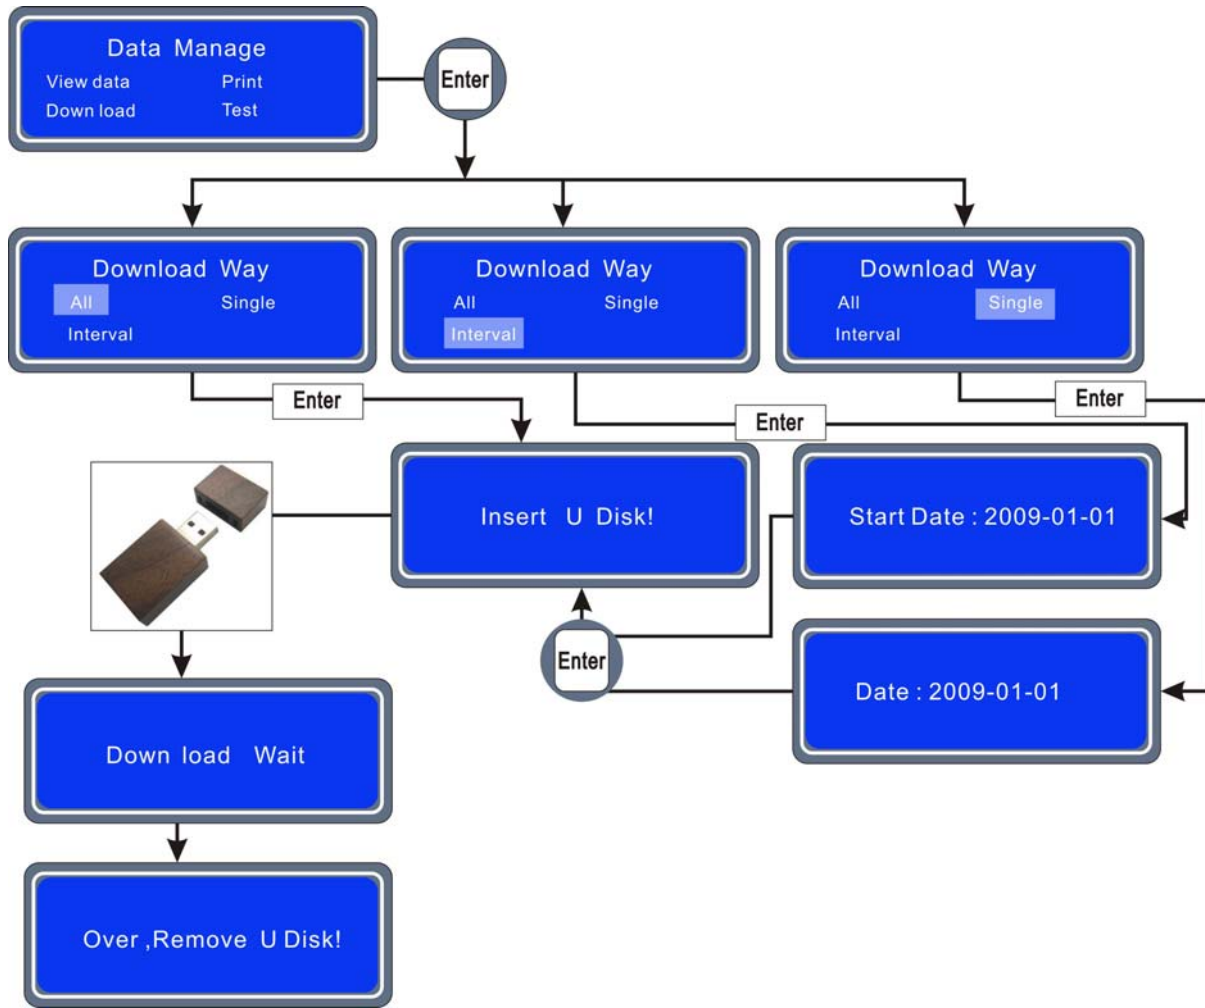 Data Manage
View data Print
Down load Test
Enter
Download Way
All Single
Interval
Download Way
All Single
Interval
Download Way
All Single
Interval
Enter
Enter
Enter
Insert U Disk!
Start Date : 2009-01-01
Enter
Date : 2009-01-01
Down load Wait
Over ,Remove U Disk!